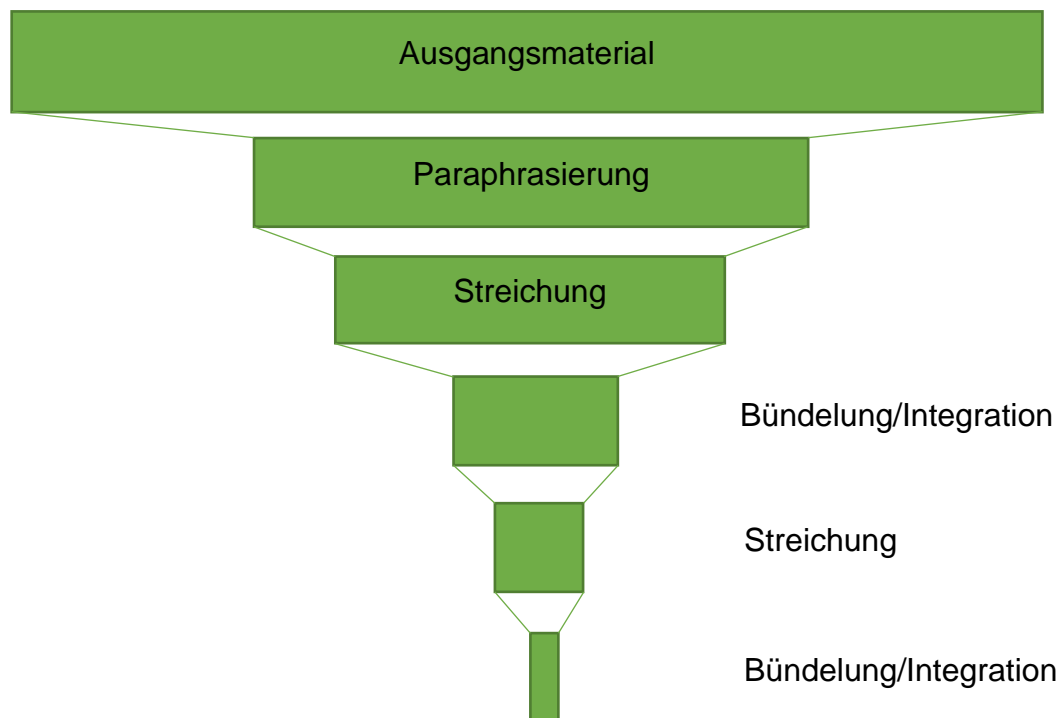 Ausgangsmaterial
Paraphrasierung
Streichung
Bündelung/Integration
Streichung
Bündelung/Integration